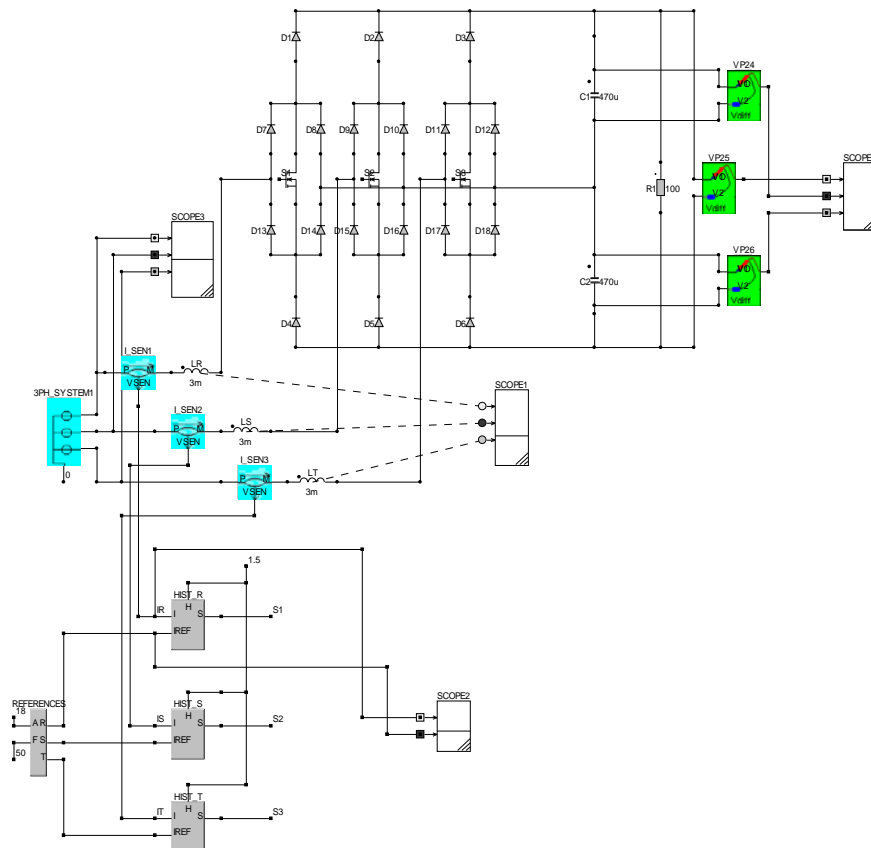 D1 D2 D3
VP24
V1
V2
Vdiff
C1 470u
D7 D8 D9 D10 D11 D12
VP25
V1
V2
Vdiff
SCOPE
S1 S2 S3
R1 100
SCOPE3
D13 D14 D15 D16 D17 D18
VP26
V1
V2
Vdiff
C2 470u
D4 D5 D6
I_SEN1
P M
VSEN
LR
3m
3PH_SYSTEM1
0
I_SEN2
P M
VSEN
LS
3m
SCOPE1
I_SEN3
P M
VSEN
LT
3m
1.5
HIST_R
H
IR I S S1
IREF
REFERENCES
18
A R
F S
T
50
HIST_S
H
IS I S S2
IREF
SCOPE2
HIST_T
H
IT I S S3
IREF